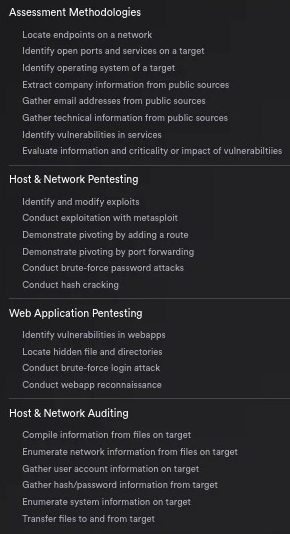 Assessment Methodologies
Locate endpoints on a network
Identify open ports and services on a target
Identify operating system of a target
Extract company information from public sources
Gather email addresses from public sources
Gather technical information from public sources
Identify vulnerabilities in services
Evaluate information and criticality or impact of vulnerabiltiies
Host & Network Pentesting
Identify and modify exploits
Conduct exploitation with metasploit
Demonstrate pivoting by adding a route
Demonstrate pivoting by port forwarding
Conduct brute-force password attacks
Conduct hash cracking
Web Application Pentesting
Identify vulnerabilities in webapps
Locate hidden file and directories
Conduct brute-force login attack
Conduct webapp reconnaissance
Host & Network Auditing
Compile information from files on target
Enumerate network information from files on target
Gather user account information on target
Gather hash/password information from target
Enumerate system information on target
Transfer files to and from target